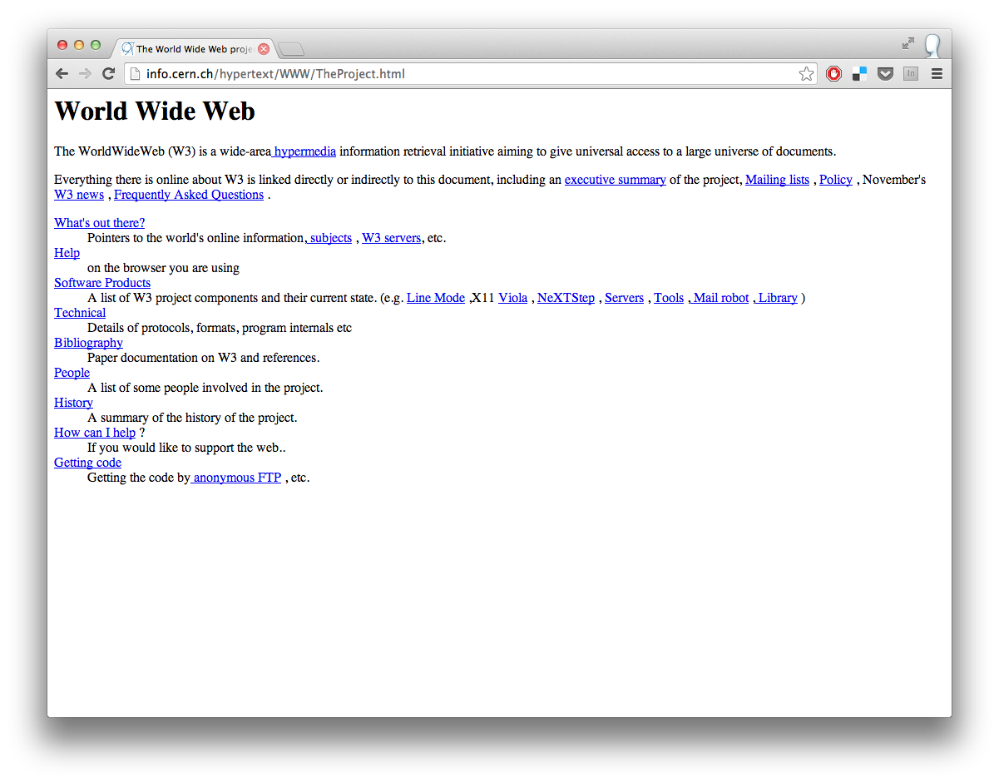 The World Wide Web proje
info.cern.ch/hypertext/WWW/TheProject.html
In
World Wide Web
The WorldWideWeb (W3) is a wide-area hypermedia information retrieval initiative aiming to give universal access to a large universe of documents.
Everything there is online about W3 is linked directly or indirectly to this document, including an executive summary of the project, Mailing lists , Policy , November's
W3 news , Frequently Asked Questions .
What's out there?
Pointers to the world's online information, subjects , W3 servers, etc.
Help
on the browser you are using
Software Products
A list of W3 project components and their current state. (e.g. Line Mode ,X11 Viola , NeXTStep , Servers , Tools , Mail robot , Library )
Technical
Details of protocols, formats, program internals etc
Bibliography
Paper documentation on W3 and references.
People
A list of some people involved in the project.
History
A summary of the history of the project.
How can I help ?
If you would like to support the web..
Getting code
Getting the code by anonymous FTP , etc.